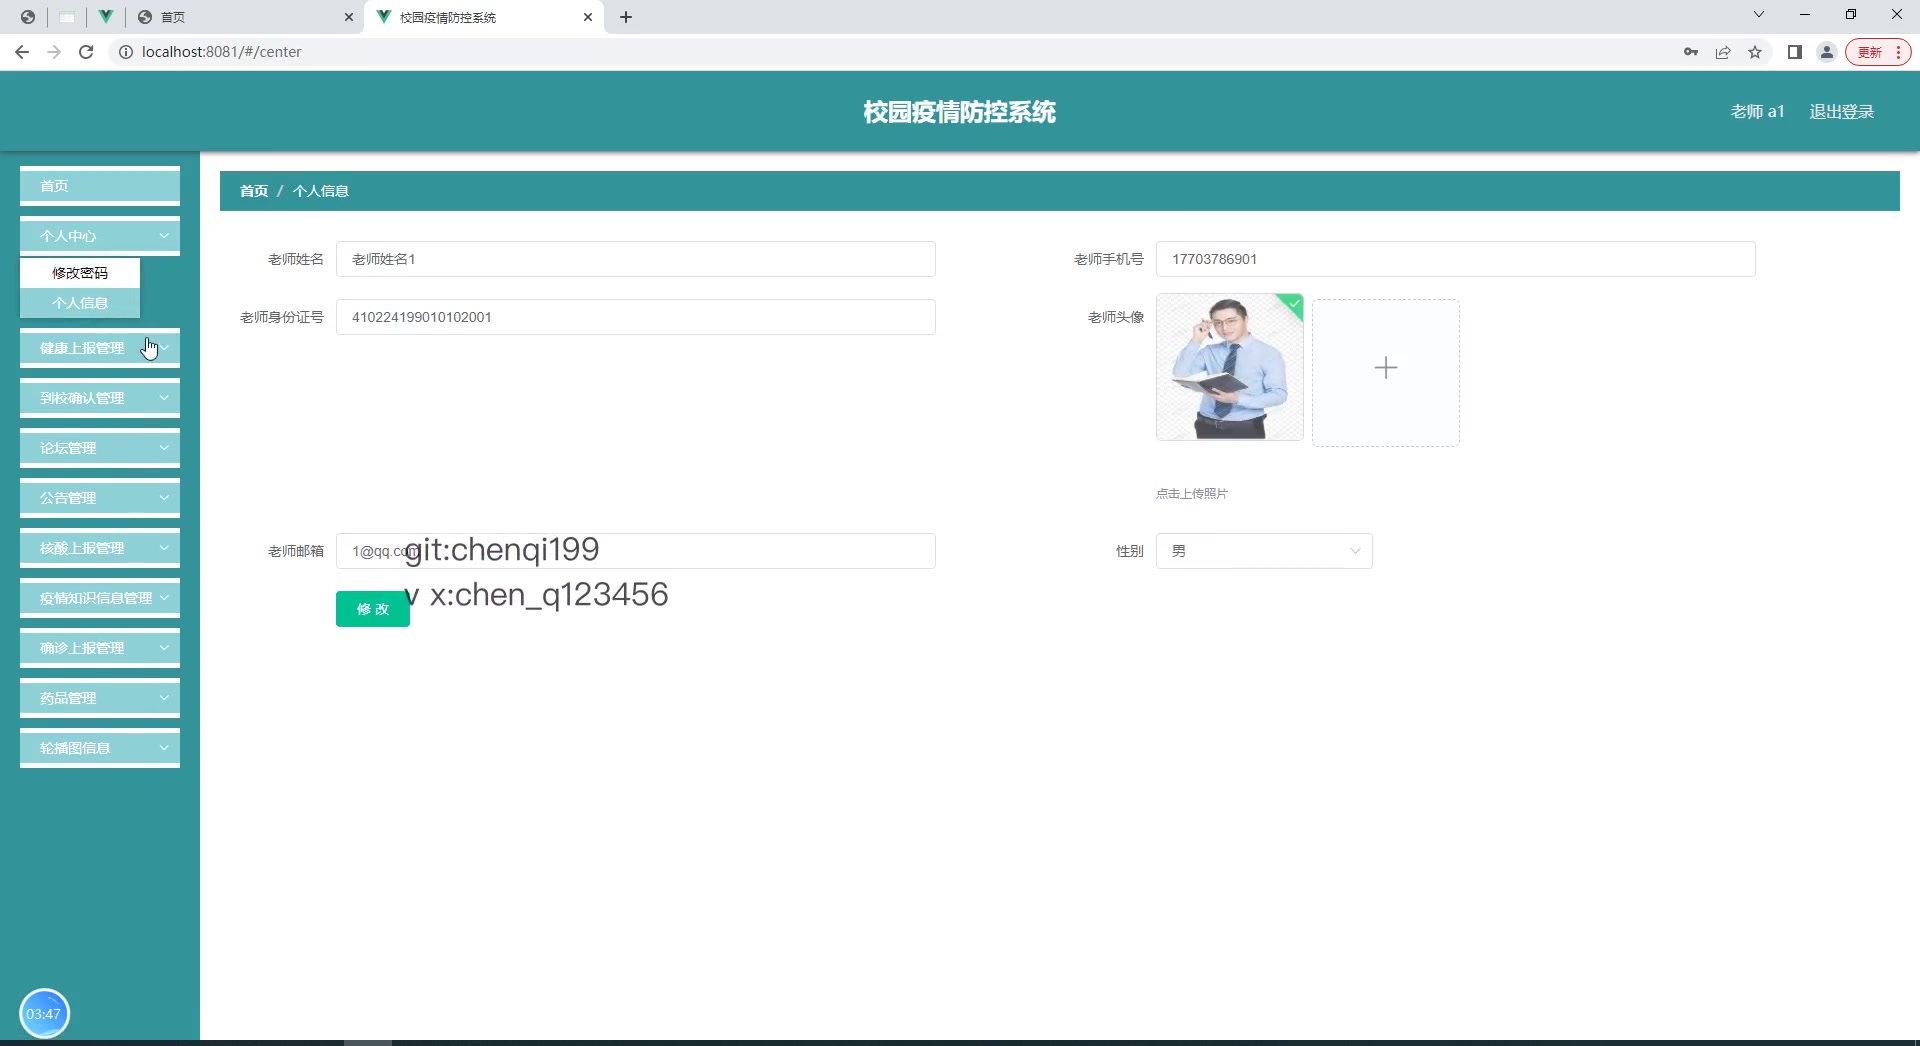 首页
校园疫情防控系统
localhost:8081/#/center
更新
校园疫情防控系统
老师 a1
退出登录
首页
个人中心
修改密码
个人信息
健康上报管理
到校确认管理
论坛管理
公告管理
核酸上报管理
疫情知识信息管理
确诊上报管理
药品管理
轮播图信息
首页 / 个人信息
老师姓名 老师姓名1
老师手机号 17703786901
老师身份证号 410224199010102001
老师头像
点击上传照片
老师邮箱 1@qq.com
性别 男
修 改
git:chenqi199
v x:chen_q123456
03:47